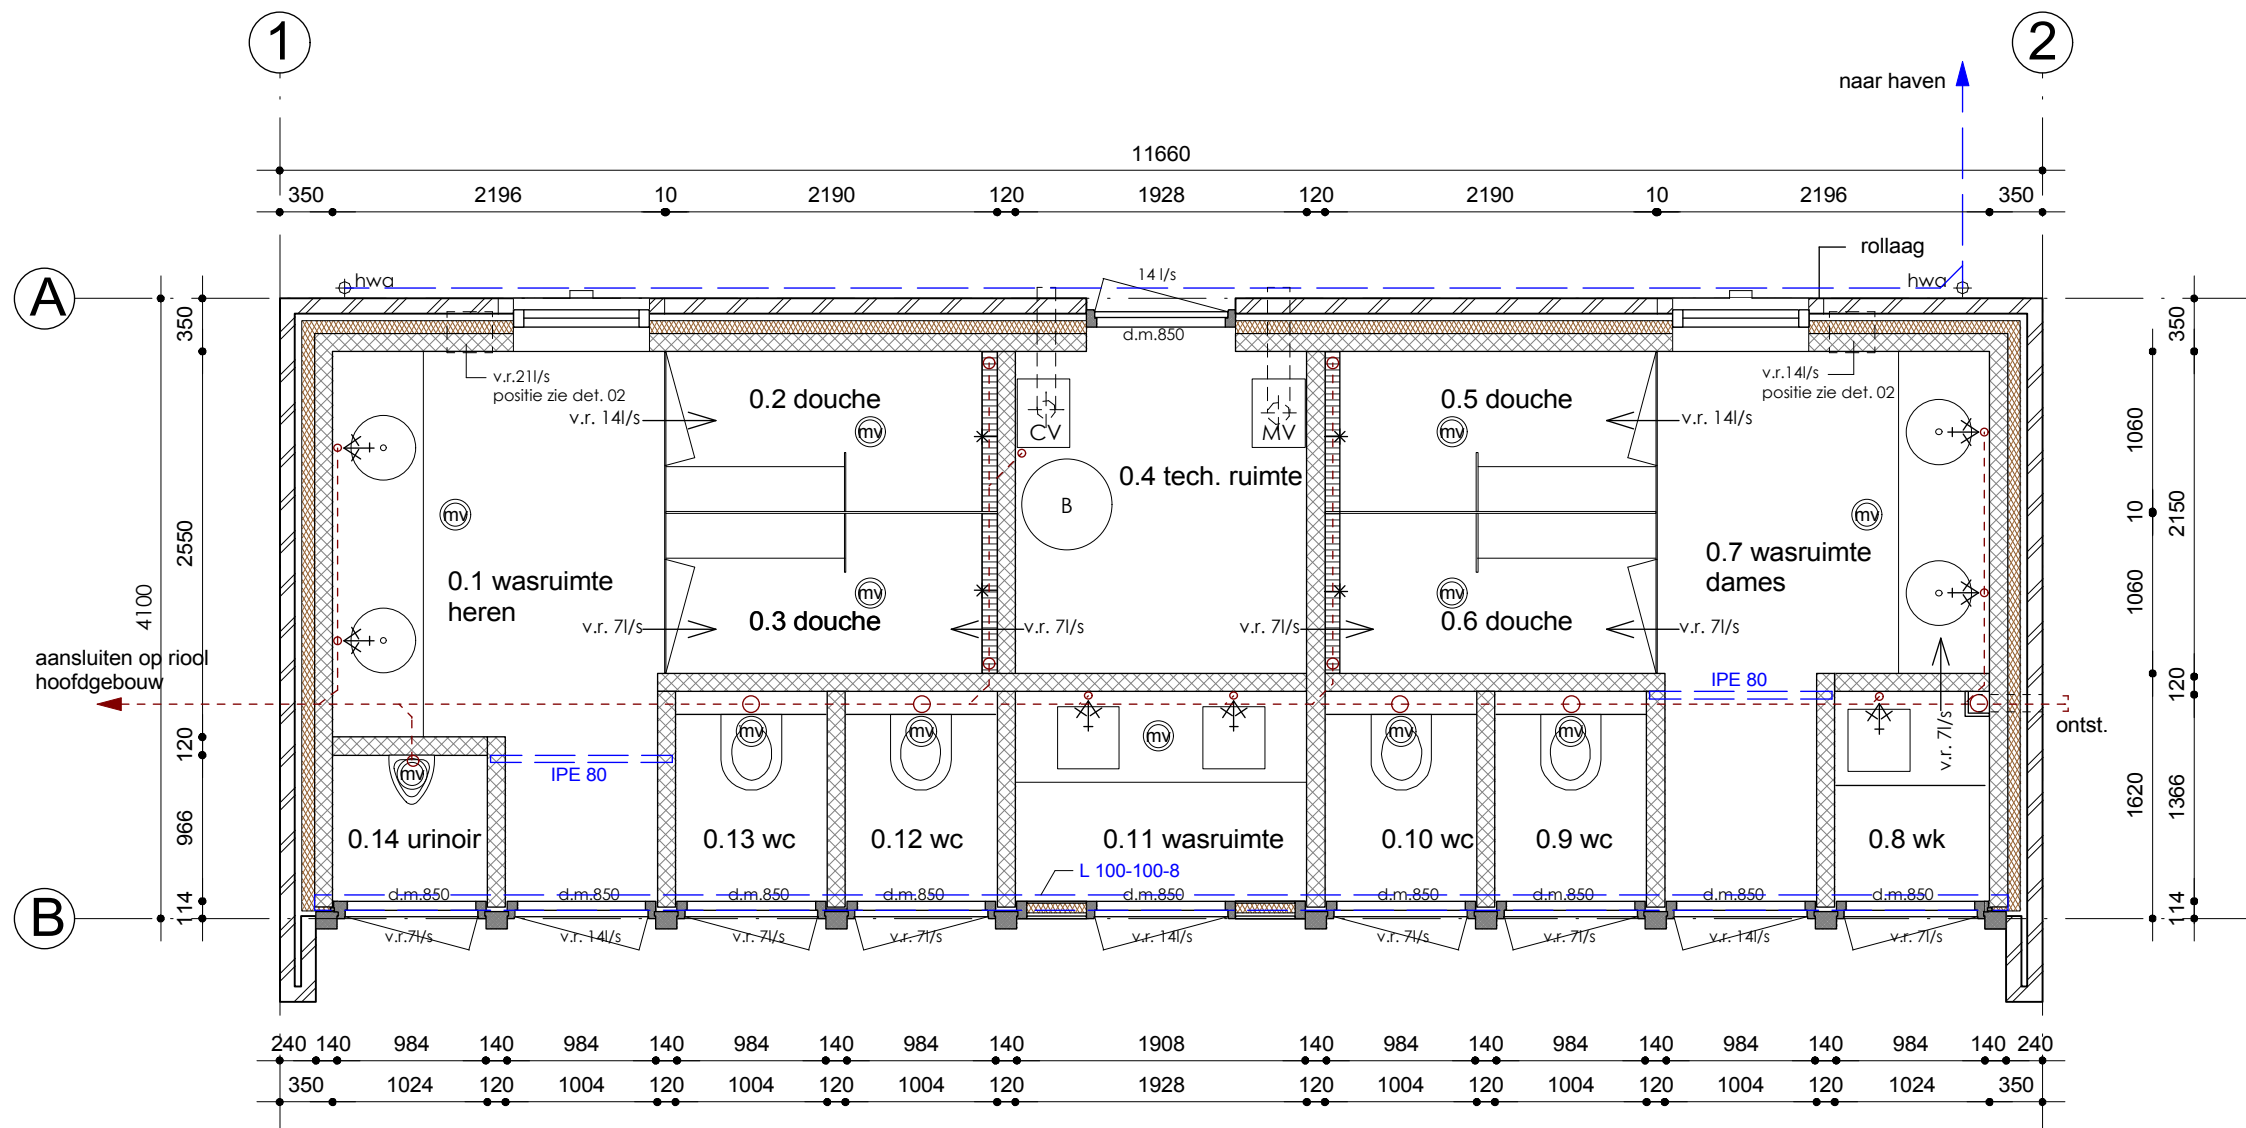 1
2
naar haven
11660
350 2196 10 2190 120 1928 120 2190 10 2196 350
rollaag
hwa
14 l/s
hwa
A
d.m.850
350
350
v.r.21l/s
positie zie det. 02
v.r.14l/s
positie zie det. 02
v.r. 14l/s
0.2 douche
mv
CV
MV
0.5 douche
mv
v.r. 14l/s
1060
0.4 tech. ruimte
B
mv
mv
10
2150
2550
4100
0.1 wasruimte
heren
0.7 wasruimte
dames
mv
mv
1060
v.r. 7l/s
0.3 douche
v.r. 7l/s
v.r. 7l/s
0.6 douche
v.r. 7l/s
aansluiten op riool
hoofdgebouw
IPE 80
120
ontst.
v.r. 7l/s
120
IPE 80
mv
mv
mv
mv
mv
mv
966
0.14 urinoir
0.13 wc
0.12 wc
0.11 wasruimte
0.10 wc
0.9 wc
0.8 wk
1620
1366
L 100-100-8
d.m.850 d.m.850 d.m.850 d.m.850 d.m.850 d.m.850 d.m.850 d.m.850 d.m.850
114
114
B
v.r.7l/s v.r. 14l/s v.r. 7l/s v.r. 7l/s v.r. 14l/s v.r. 7l/s v.r. 7l/s v.r. 14l/s v.r. 7l/s
240 140 984 140 984 140 984 140 984 140 1908 140 984 140 984 140 984 140 984 140 240
350 1024 120 1004 120 1004 120 1004 120 1928 120 1004 120 1004 120 1004 120 1024 350